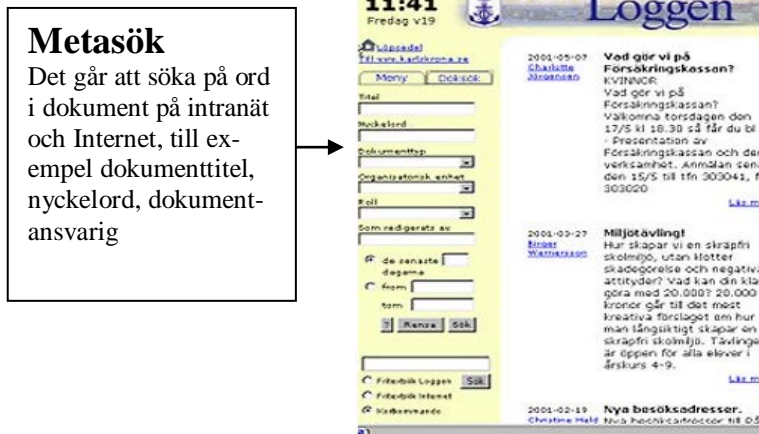 Metasök
Det går att söka på ord
i dokument på intranät
och Internet, till ex-
empel dokumenttitel,
nyckelord, dokument-
ansvarig
11:41
Fredag v19
Loggen
Löpsedel
Till www.karlskrona.se
Meny
Doksök
Titel
Nyckelord
Dokumenttyp
Organisatorisk enhet
Roll
Som redigerats av
de senaste
dagarna
from
tom
? Rensa Sök
Fritextsök Loggen Sök
Fritextsök Internet
Kortkommando
2001-05-07 Vad gör vi på
Charlotte Försäkringskassan?
Jörgensen KVINNOR
Vad gör vi på
Försäkringskassan?
Välkomna torsdagen den
17/5 kl 18.30 så får du bl
- Presentation av
Försäkringskassan och der
verksamhet. Anmälan sena
den 15/5 till tfn 303041, f
303020
Läs m
2001-03-27 Miljötävling!
Birger Hur skapar vi en skräpfri
Wernersson skolmiljö, utan klotter
skadegörelse och negativa
attityder? Vad kan din klas
göra med 20.000? 20.000
kronor går till det mest
kreativa förslaget om hur
man långsiktigt skapar en
skräpfri skolmiljö. Tävlinge
är öppen för alla elever i
årskurs 4-9.
Läs m
2001-02-19 Nya besöksadresser.
Christine Held Nya besöksadresser till